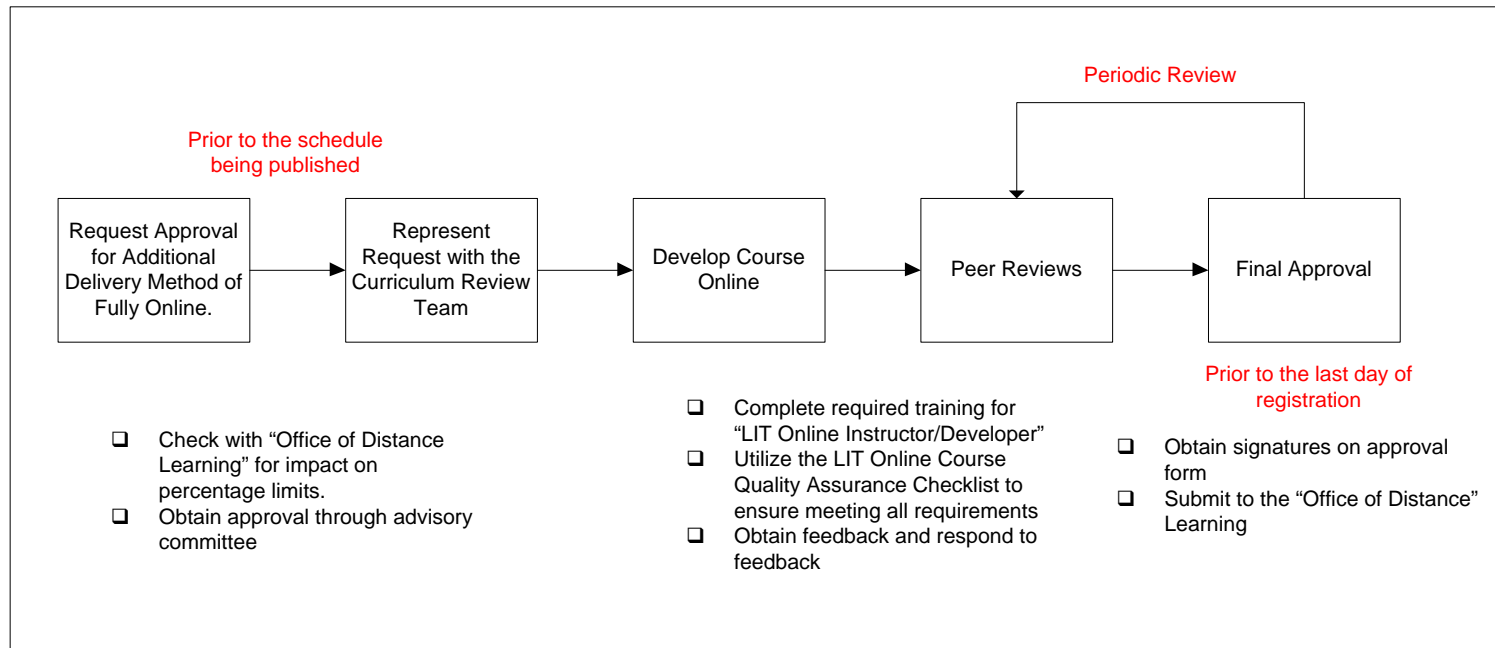 Periodic Review
Prior to the schedule
being published
Request Approval
for Additional
Delivery Method of
Fully Online.
Represent
Request with the
Curriculum Review
Team
Develop Course
Online
Peer Reviews
Final Approval
Prior to the last day of
registration
Check with “Office of Distance
Learning” for impact on
percentage limits.
Obtain approval through advisory
committee
Complete required training for
“LIT Online Instructor/Developer”
Utilize the LIT Online Course
Quality Assurance Checklist to
ensure meeting all requirements
Obtain feedback and respond to
feedback
Obtain signatures on approval
form
Submit to the “Office of Distance”
Learning